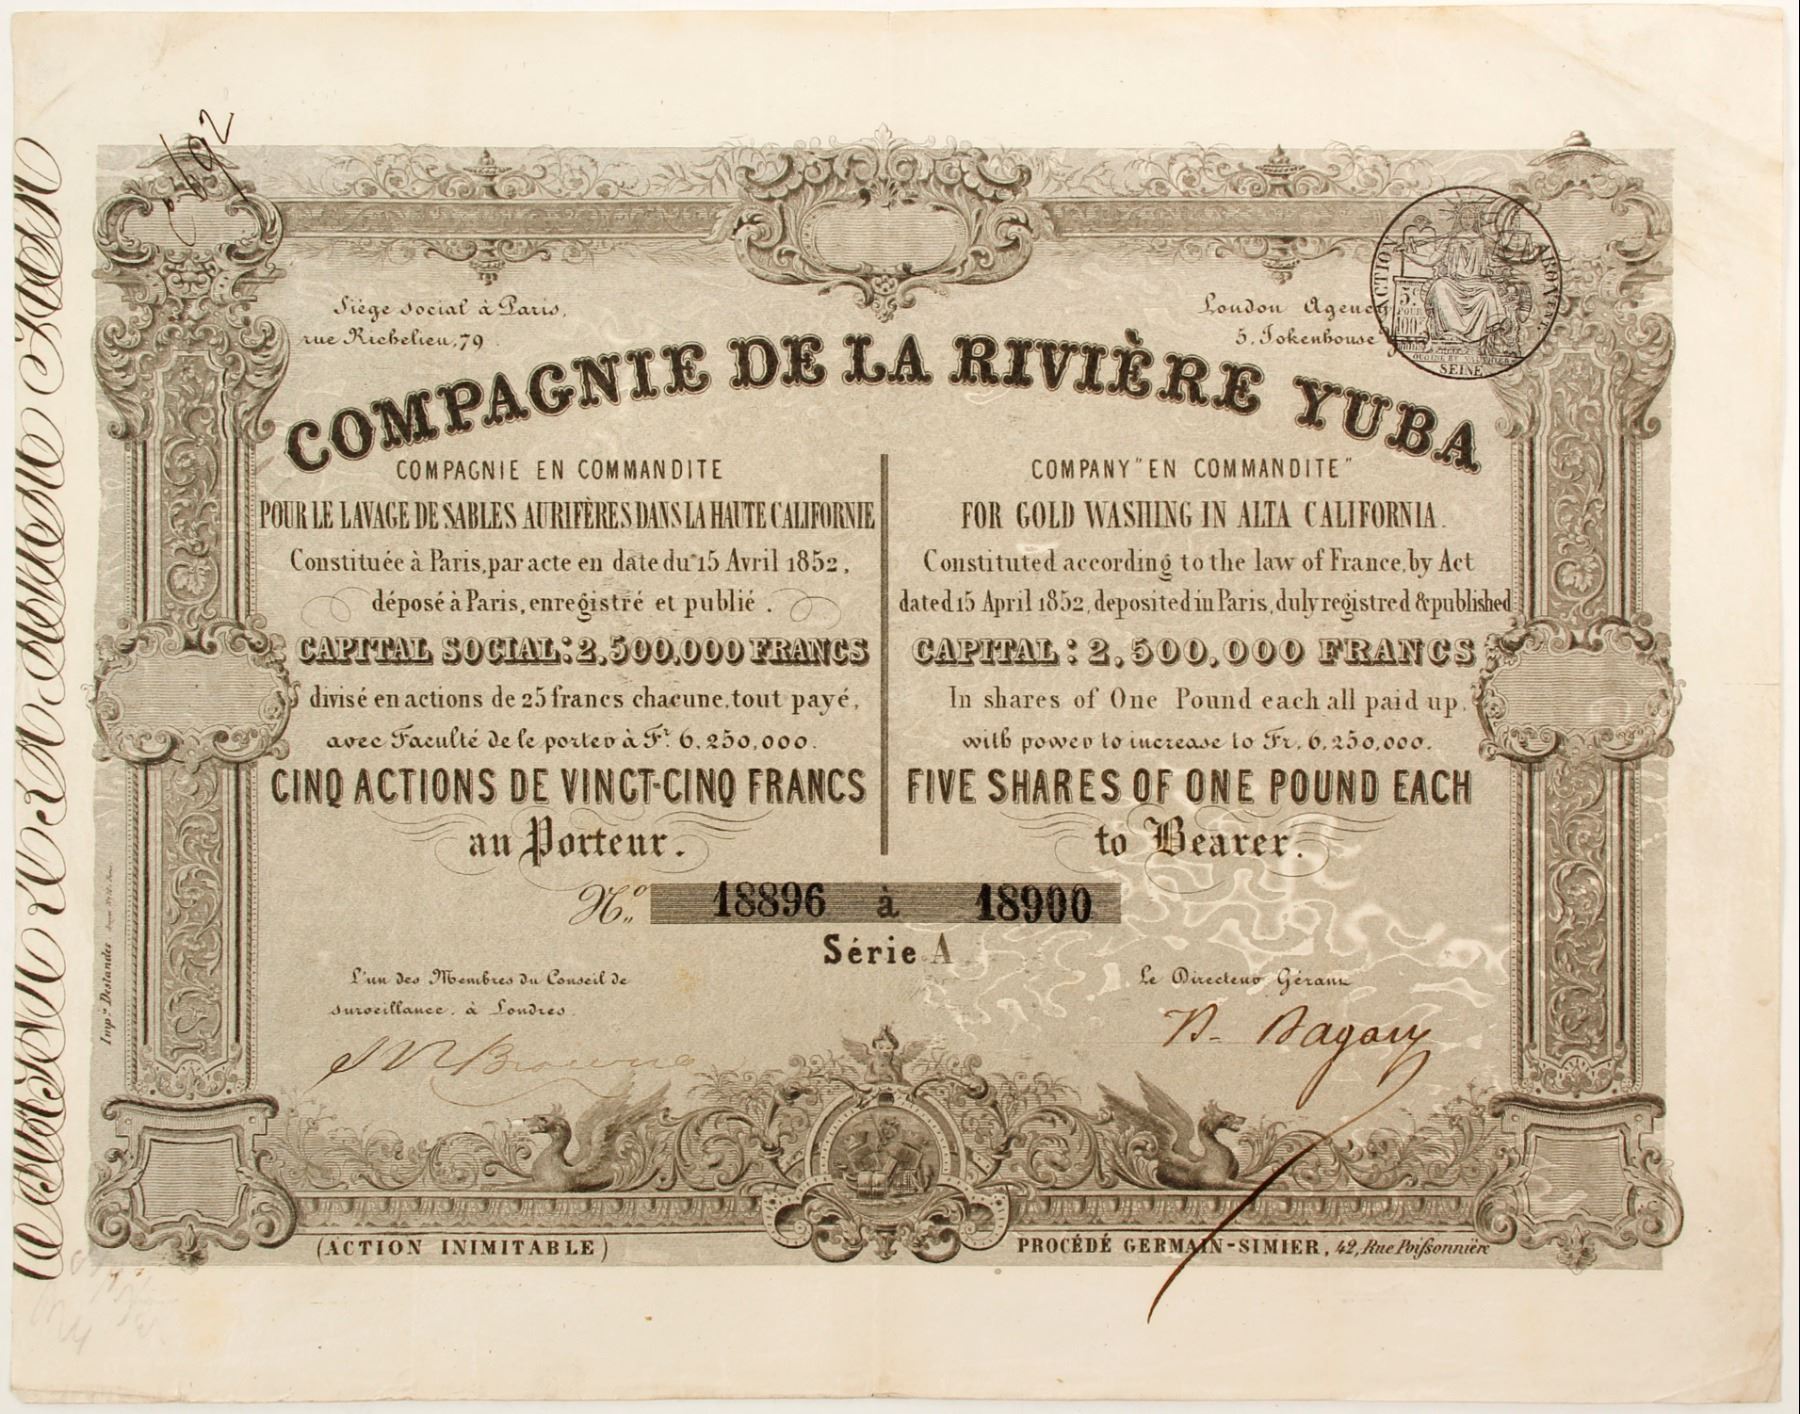 Siège social à Paris,
rue Richelieu, 79
London Agency
5. Tokenhouse
ACTION
5c.
POUR
100f
SEINE
COMPAGNIE DE LA RIVIÈRE YUBA
COMPAGNIE EN COMMANDITE
POUR LE LAVAGE DE SABLES AURIFÈRES DANS LA HAUTE CALIFORNIE
Constituée à Paris, par acte en date du 15 Avril 1852,
déposé à Paris, enregistré et publié.
CAPITAL SOCIAL: 2,500,000 FRANCS
divisé en actions de 25 francs chacune, tout payé,
avec Faculté de le porter à Fr. 6,250,000.
CINQ ACTIONS DE VINGT-CINQ FRANCS
au Porteur.
COMPANY "EN COMMANDITE"
FOR GOLD WASHING IN ALTA CALIFORNIA.
Constituted according to the law of France, by Act
dated 15 April 1852, deposited in Paris, duly registred & published
CAPITAL: 2,500,000 FRANCS
In shares of One Pound each all paid up,
with power to increase to Fr. 6,250,000.
FIVE SHARES OF ONE POUND EACH
to Bearer.
No. 18896 à 18900
Série A
L'un des Membres du Conseil de
surveillance, à Londres.
Le Directeur Gérant
Browne
Imp. Deslandes
(ACTION INIMITABLE)
PROCÉDÉ GERMAIN-SIMIER, 42, Rue Poissonnière